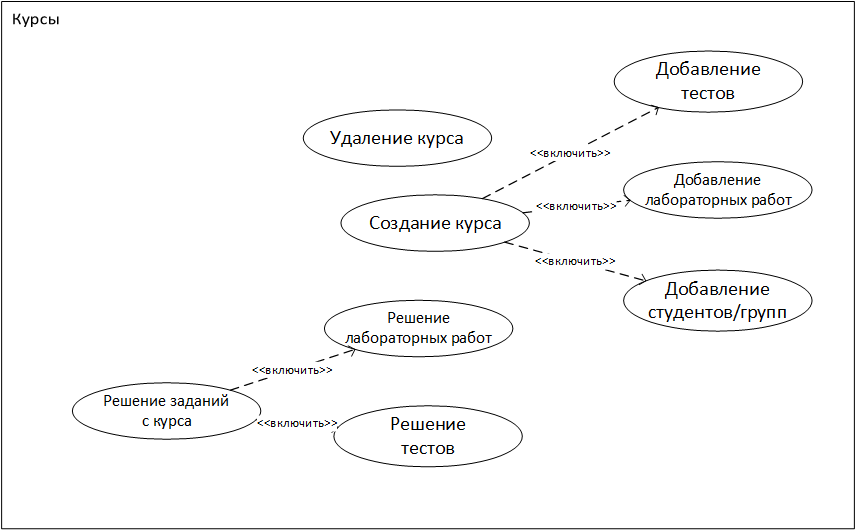 Курсы
Добавление
тестов
Удаление курса
<<включить>>
Добавление
лабораторных работ
<<включить>>
Создание курса
<<включить>>
Добавление
студентов/групп
Решение
лабораторных работ
<<включить>>
Решение заданий
с курса
<<включить>>
Решение
тестов